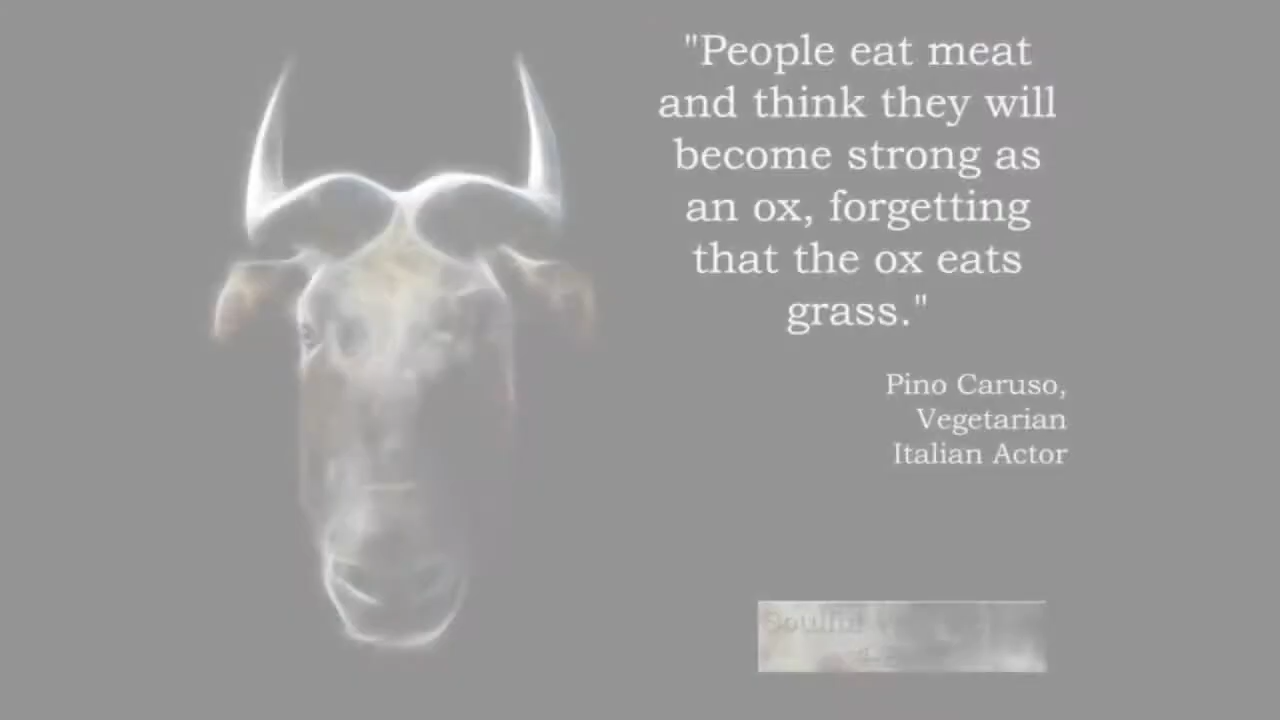 "People eat meat
and think they will
become strong as
an ox, forgetting
that the ox eats
grass."
Pino Caruso,
Vegetarian
Italian Actor
Soulful